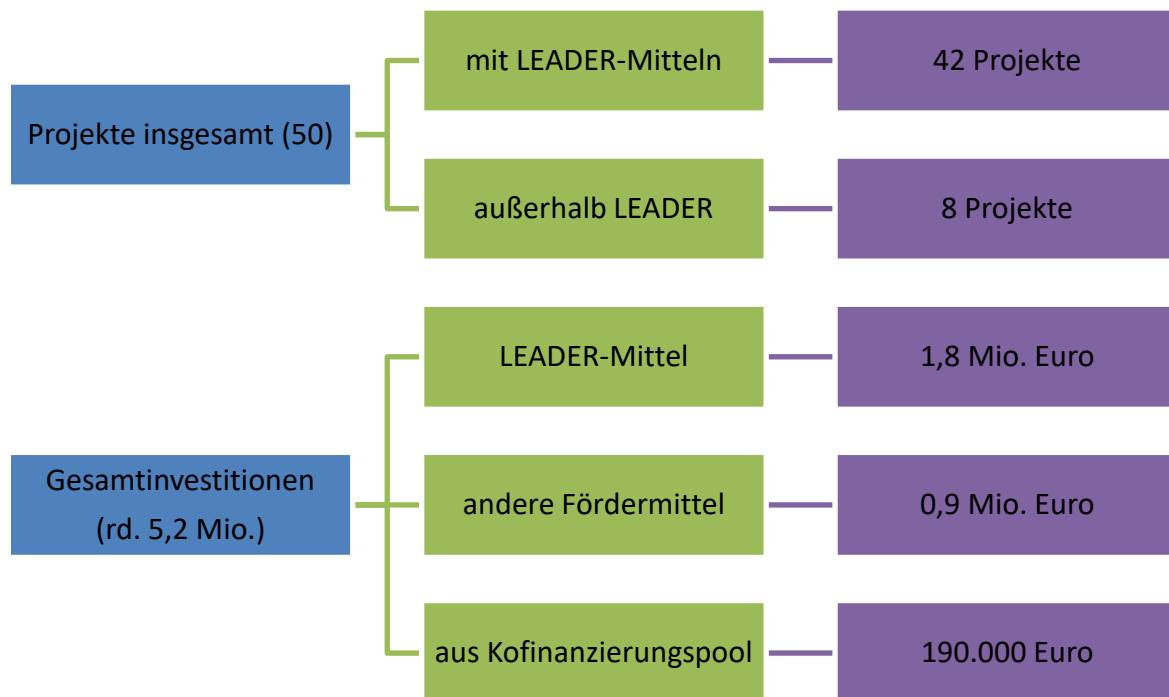 Projekte insgesamt (50)
mit LEADER-Mitteln
42 Projekte
außerhalb LEADER
8 Projekte
Gesamtinvestitionen
(rd. 5,2 Mio.)
LEADER-Mittel
1,8 Mio. Euro
andere Fördermittel
0,9 Mio. Euro
aus Kofinanzierungspool
190.000 Euro